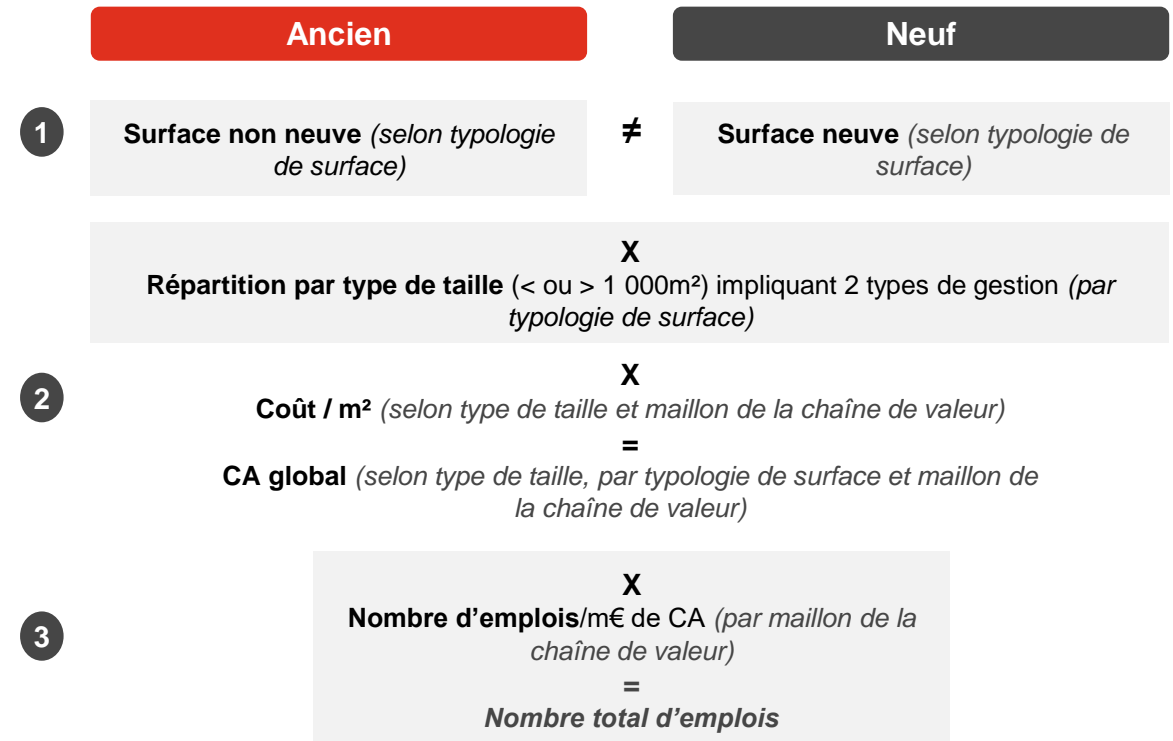 Ancien
Neuf
1
Surface non neuve (selon typologie
de surface)
≠
Surface neuve (selon typologie de
surface)
X
Répartition par type de taille (< ou > 1 000m²) impliquant 2 types de gestion (par
typologie de surface)
2
X
Coût / m² (selon type de taille et maillon de la chaîne de valeur)
=
CA global (selon type de taille, par typologie de surface et maillon de
la chaîne de valeur)
3
X
Nombre d'emplois/m€ de CA (par maillon de la
chaîne de valeur)
=
Nombre total d'emplois